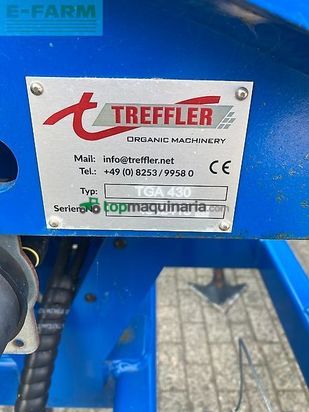 E-FARM
TREFFLER
ORGANIC MACHINERY
Mail: info@treffler.net
Tel.: +49 (0) 8253 / 9958 0
CE
Typ: TGA 430
topmaquinaria.com
Serien-No